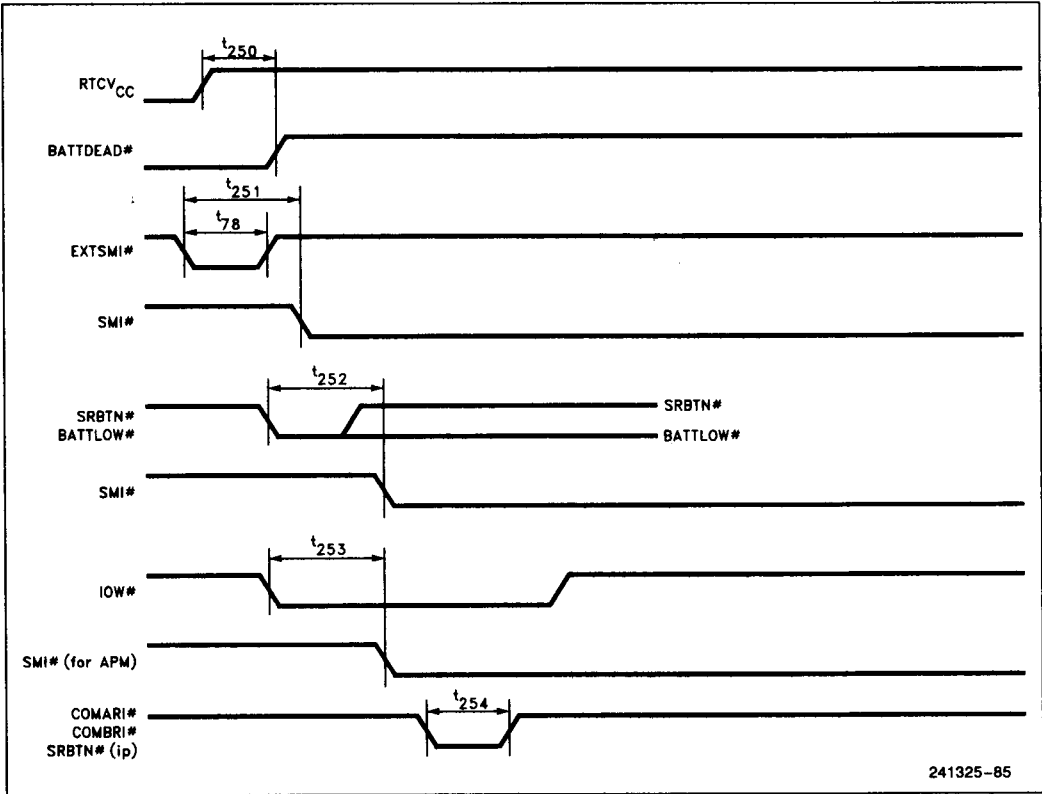 t250
RTCVCC
BATTDEAD#
t251
t78
EXTSMI#
SMI#
t252
SRBTN#
BATTLOW#
SRBTN#
BATTLOW#
SMI#
t253
IOW#
SMI# (for APM)
t254
COMARI#
COMBRI#
SRBTN# (ip)
241325-85